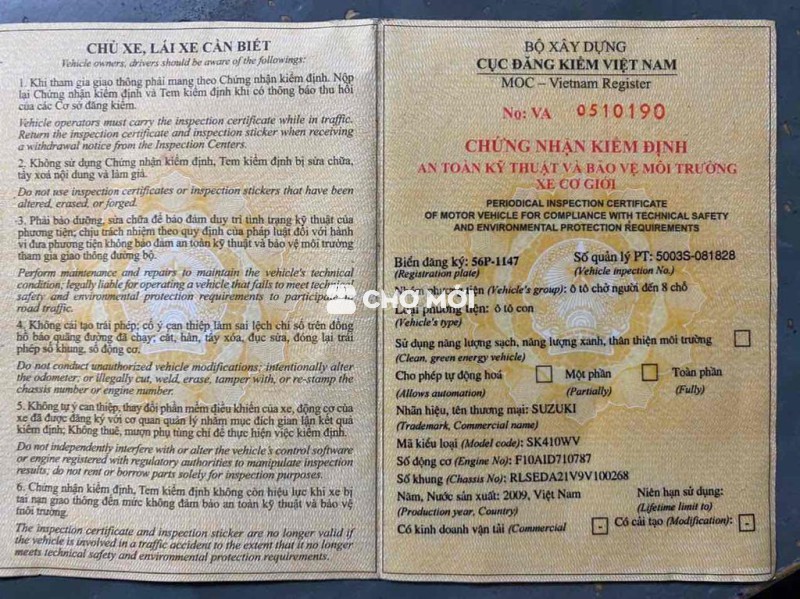 CHỦ XE, LÁI XE CẦN BIẾT
Vehicle owners, drivers should be aware of the followings:
1. Khi tham gia giao thông phải mang theo Chứng nhận kiểm định. Nộp
lại Chứng nhận kiểm định và Tem kiểm định khi có thông báo thu hồi
của các Cơ sở đăng kiểm.
Vehicle operators must carry the inspection certificate while in traffic.
Return the inspection certificate and inspection sticker when receiving
a withdrawal notice from the Inspection Centers.
2. Không sử dụng Chứng nhận kiểm định, Tem kiểm định bị sửa chữa,
tẩy xoá nội dung và làm giả.
Do not use inspection certificates or inspection stickers that have been
altered, erased, or forged.
3. Phải bảo dưỡng, sửa chữa để bảo đảm duy trì tình trạng kỹ thuật của
phương tiện; chịu trách nhiệm theo quy định của pháp luật đối với hành
vi đưa phương tiện không bảo đảm an toàn kỹ thuật và bảo vệ môi trường
tham gia giao thông đường bộ.
Perform maintenance and repairs to maintain the vehicle's technical
condition; legally liable for operating a vehicle that fails to meet technical
safety and environmental protection requirements to participate in
road traffic.
4. Không cải tạo trái phép; cố ý can thiệp làm sai lệch chỉ số trên đồng
hồ báo quãng đường đã chạy; cắt, hàn, tẩy xóa, đục sửa, đóng lại trái
phép số khung, số động cơ.
Do not conduct unauthorized vehicle modifications; intentionally alter
the odometer; or illegally cut, weld, erase, tamper with, or re-stamp the
chassis number or engine number.
5. Không tự ý can thiệp, thay đổi phần mềm điều khiển của xe, động cơ của
xe đã được đăng ký với cơ quan quản lý nhằm mục đích gian lận kết quả
kiểm định; Không thuê, mượn phụ tùng chỉ để thực hiện việc kiểm định.
Do not independently interfere with or alter the vehicle's control software
or engine registered with regulatory authorities to manipulate inspection
results; do not rent or borrow parts solely for inspection purposes.
6. Chứng nhận kiểm định, Tem kiểm định không còn hiệu lực khi xe bị
tai nạn giao thông đến mức không đảm bảo an toàn kỹ thuật và bảo vệ
môi trường.
The inspection certificate and inspection sticker are no longer valid if
the vehicle is involved in a traffic accident to the extent that it no longer
meets technical safety and environmental protection requirements.
BỘ XÂY DỰNG
CỤC ĐĂNG KIỂM VIỆT NAM
MOC – Vietnam Register
No: VA 0510190
CHỨNG NHẬN KIỂM ĐỊNH
AN TOÀN KỸ THUẬT VÀ BẢO VỆ MÔI TRƯỜNG
XE CƠ GIỚI
PERIODICAL INSPECTION CERTIFICATE
OF MOTOR VEHICLE FOR COMPLIANCE WITH TECHNICAL SAFETY
AND ENVIRONMENTAL PROTECTION REQUIREMENTS
Biển đăng ký: 56P-1147 Số quản lý PT: 5003S-081828
(Registration plate) (Vehicle inpection No.)
Nhóm phương tiện (Vehicle's group): ô tô chở người đến 8 chỗ
Loại phương tiện: ô tô con
(Vehicle's type)
Sử dụng năng lượng sạch, năng lượng xanh, thân thiện môi trường
(Clean, green energy vehicle)
Cho phép tự động hoá Một phần Toàn phần
(Allows automation) (Partially) (Fully)
Nhãn hiệu, tên thương mại: SUZUKI
(Trademark, Commercial name)
Mã kiểu loại (Model code): SK410WV
Số động cơ (Engine No): F10AID710787
Số khung (Chassis No): RLSEDA21V9V100268
Năm, Nước sản xuất: 2009, Việt Nam Niên hạn sử dụng:
(Production year, Country) (Lifetime limit to)
Có kinh doanh vận tải (Commercial - Có cải tạo (Modification): -
CHỢ MỚI